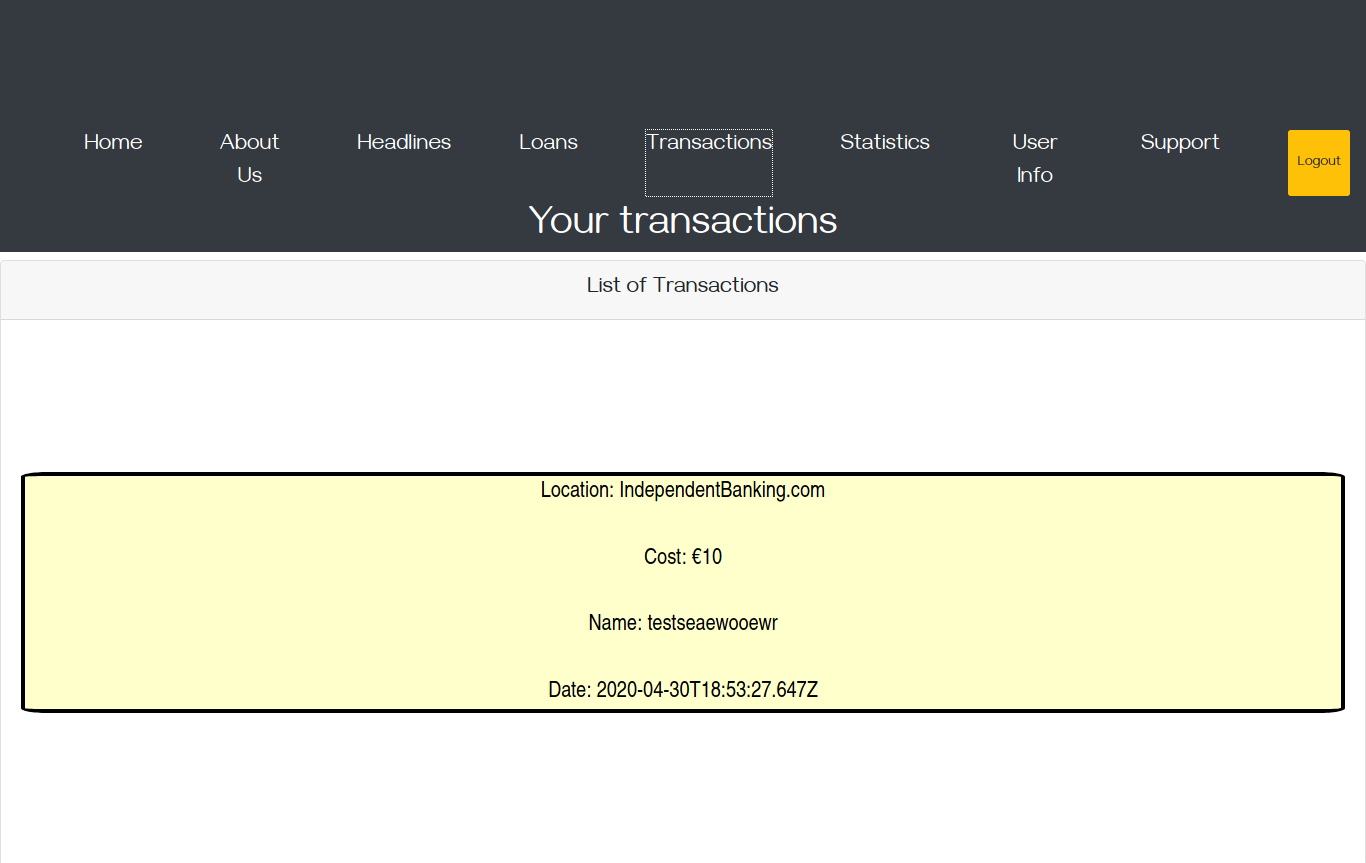 Home
About Us
Headlines
Loans
Transactions
Statistics
User Info
Support
Logout
Your transactions
List of Transactions
Location: IndependentBanking.com
Cost: €10
Name: testseaewooewr
Date: 2020-04-30T18:53:27.647Z